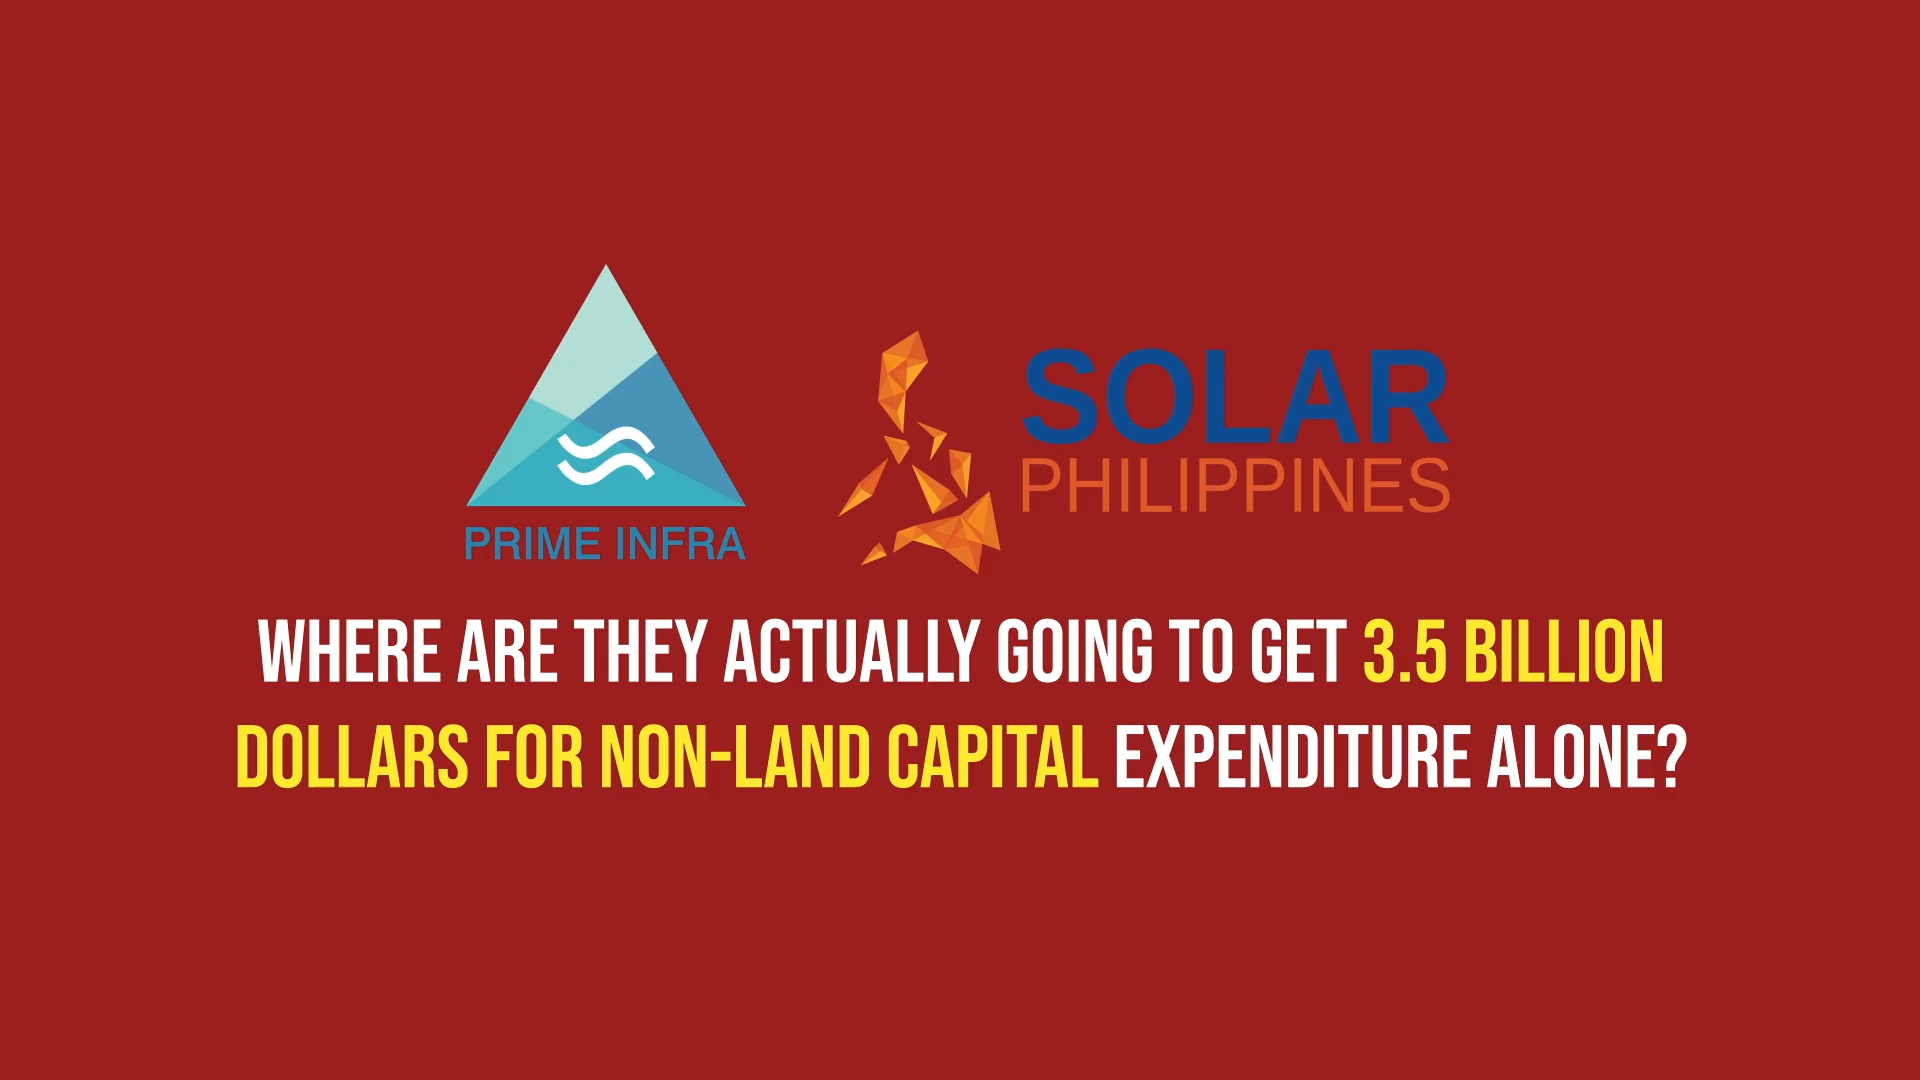 PRIME INFRA
SOLAR
PHILIPPINES
WHERE ARE THEY ACTUALLY GOING TO GET 3.5 BILLION
DOLLARS FOR NON-LAND CAPITAL EXPENDITURE ALONE?